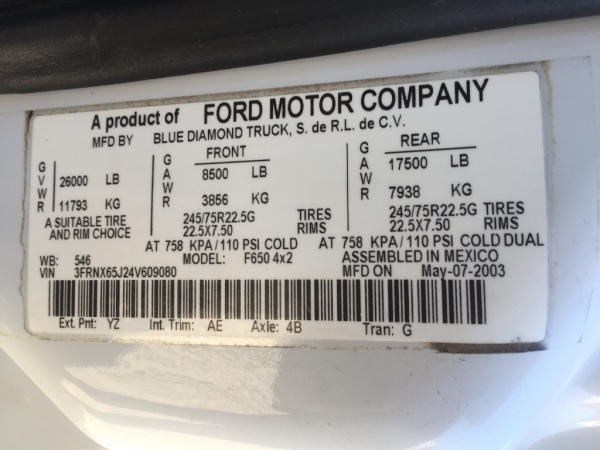 A product of FORD MOTOR COMPANY
MFD BY BLUE DIAMOND TRUCK, S. de R.L. de C.V.
GVWR 26000 LB
11793 KG
A SUITABLE TIRE
AND RIM CHOICE
GAWR FRONT
8500 LB
3856 KG
245/75R22.5G TIRES
22.5X7.50 RIMS
AT 758 KPA/110 PSI COLD
GAWR REAR
17500 LB
7938 KG
245/75R22.5G TIRES
22.5X7.50 RIMS
AT 758 KPA/110 PSI COLD DUAL
WB: 546 MODEL: F650 4x2 ASSEMBLED IN MEXICO
VIN 3FRNX65J24V609080 MFD ON May-07-2003
Ext. Pnt: YZ Int. Trim: AE Axle: 4B Tran: G